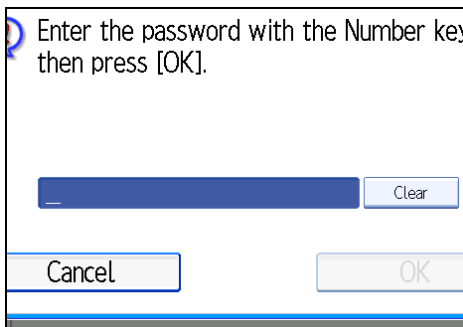 Enter the password with the Number key
then press [OK].
_
Clear
Cancel
OK